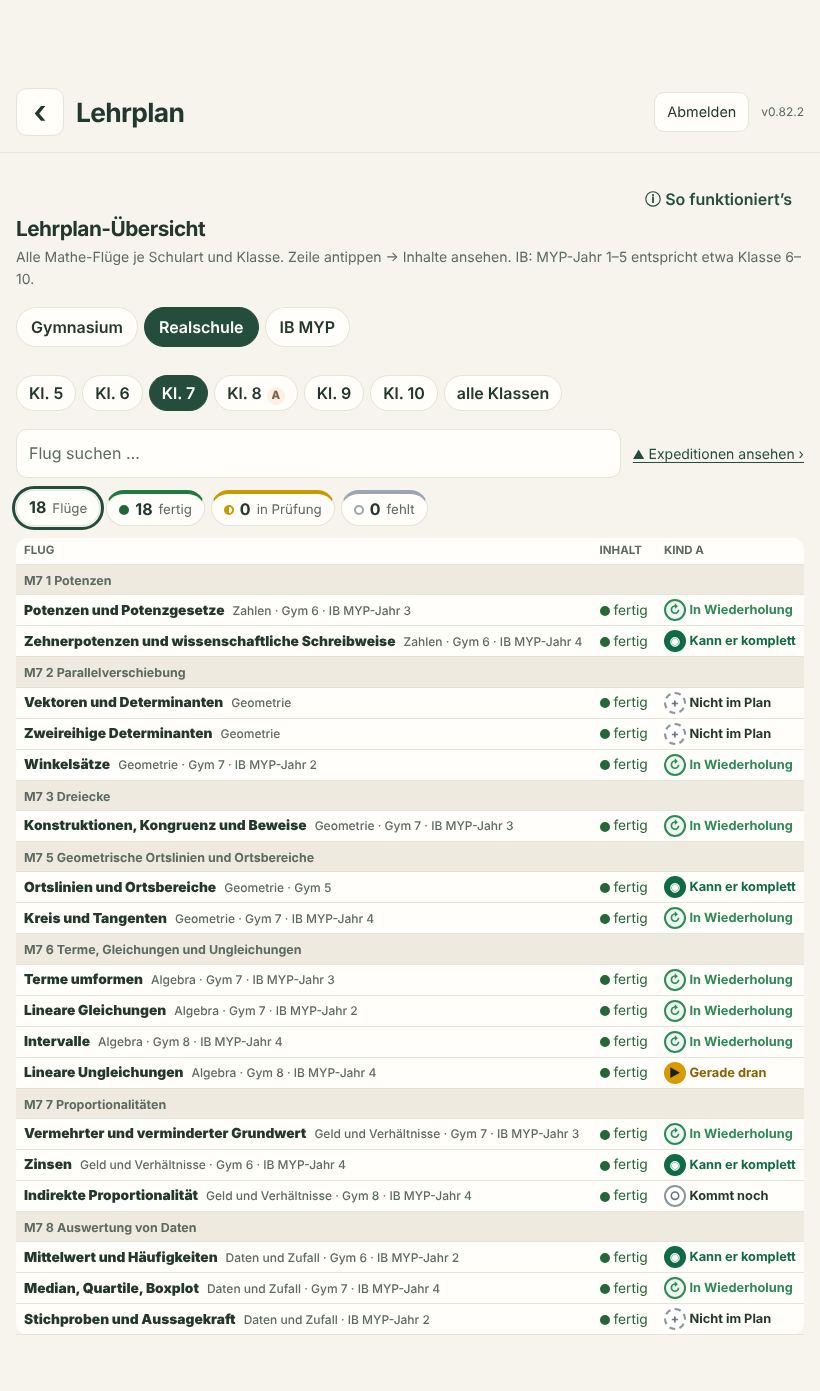 ‹ Lehrplan Abmelden v0.82.2
ⓘ So funktioniert’s
Lehrplan-Übersicht
Alle Mathe-Flüge je Schulart und Klasse. Zeile antippen → Inhalte ansehen. IB: MYP-Jahr 1–5 entspricht etwa Klasse 6–
10.
Gymnasium Realschule IB MYP
Kl. 5 Kl. 6 Kl. 7 Kl. 8 A Kl. 9 Kl. 10 alle Klassen
Flug suchen … ▲ Expeditionen ansehen ›
18 Flüge 18 fertig 0 in Prüfung 0 fehlt
FLUG INHALT KIND A
M7 1 Potenzen
Potenzen und Potenzgesetze Zahlen · Gym 6 · IB MYP-Jahr 3 fertig In Wiederholung
Zehnerpotenzen und wissenschaftliche Schreibweise Zahlen · Gym 6 · IB MYP-Jahr 4 fertig Kann er komplett
M7 2 Parallelverschiebung
Vektoren und Determinanten Geometrie fertig Nicht im Plan
Zweireihige Determinanten Geometrie fertig Nicht im Plan
Winkelsätze Geometrie · Gym 7 · IB MYP-Jahr 2 fertig In Wiederholung
M7 3 Dreiecke
Konstruktionen, Kongruenz und Beweise Geometrie · Gym 7 · IB MYP-Jahr 3 fertig In Wiederholung
M7 5 Geometrische Ortslinien und Ortsbereiche
Ortslinien und Ortsbereiche Geometrie · Gym 5 fertig Kann er komplett
Kreis und Tangenten Geometrie · Gym 7 · IB MYP-Jahr 4 fertig In Wiederholung
M7 6 Terme, Gleichungen und Ungleichungen
Terme umformen Algebra · Gym 7 · IB MYP-Jahr 3 fertig In Wiederholung
Lineare Gleichungen Algebra · Gym 7 · IB MYP-Jahr 2 fertig In Wiederholung
Intervalle Algebra · Gym 8 · IB MYP-Jahr 4 fertig In Wiederholung
Lineare Ungleichungen Algebra · Gym 8 · IB MYP-Jahr 4 fertig Gerade dran
M7 7 Proportionalitäten
Vermehrter und verminderter Grundwert Geld und Verhältnisse · Gym 7 · IB MYP-Jahr 3 fertig In Wiederholung
Zinsen Geld und Verhältnisse · Gym 6 · IB MYP-Jahr 4 fertig Kann er komplett
Indirekte Proportionalität Geld und Verhältnisse · Gym 8 · IB MYP-Jahr 4 fertig Kommt noch
M7 8 Auswertung von Daten
Mittelwert und Häufigkeiten Daten und Zufall · Gym 6 · IB MYP-Jahr 2 fertig Kann er komplett
Median, Quartile, Boxplot Daten und Zufall · Gym 7 · IB MYP-Jahr 4 fertig In Wiederholung
Stichproben und Aussagekraft Daten und Zufall · IB MYP-Jahr 2 fertig Nicht im Plan